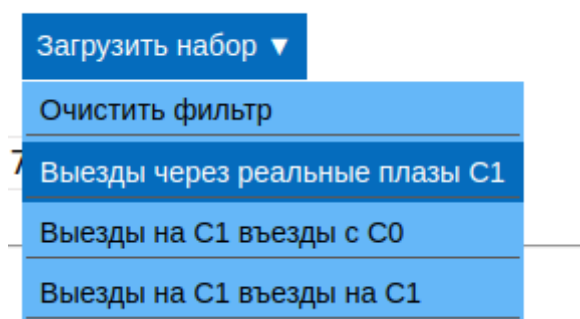 Загрузить набор ▼
Очистить фильтр
7
Выезды через реальные плазы С1
Выезды на С1 въезды с С0
Выезды на С1 въезды на С1